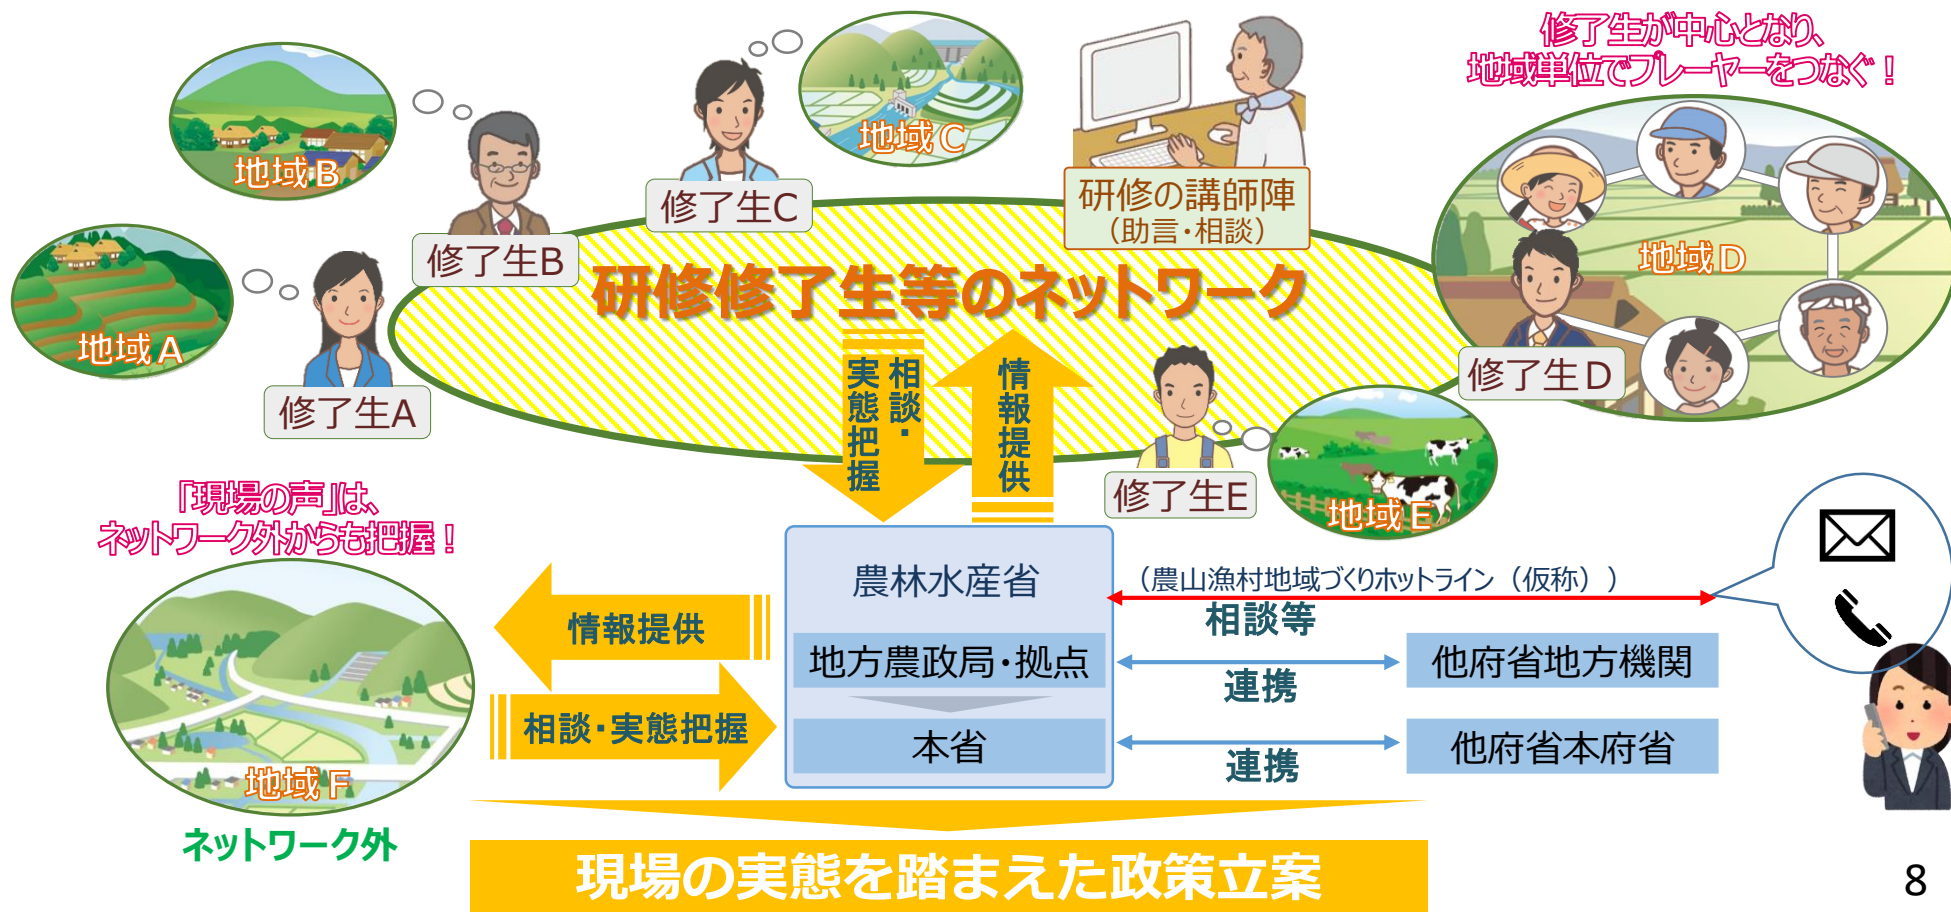 修了生が中心となり、
地域単位でプレーヤーをつなぐ！
地域B
地域C
地域A
地域D
修了生A
修了生B
修了生C
研修の講師陣
（助言・相談）
修了生D
研修修了生等のネットワーク
相談・
実態把握
情報提供
修了生E
地域E
「現場の声」は、
ネットワーク外からも把握！
地域F
ネットワーク外
情報提供
相談・実態把握
農林水産省
地方農政局・拠点
本省
（農山漁村地域づくりホットライン（仮称））
相談等
連携
他府省地方機関
連携
他府省本府省
現場の実態を踏まえた政策立案
8